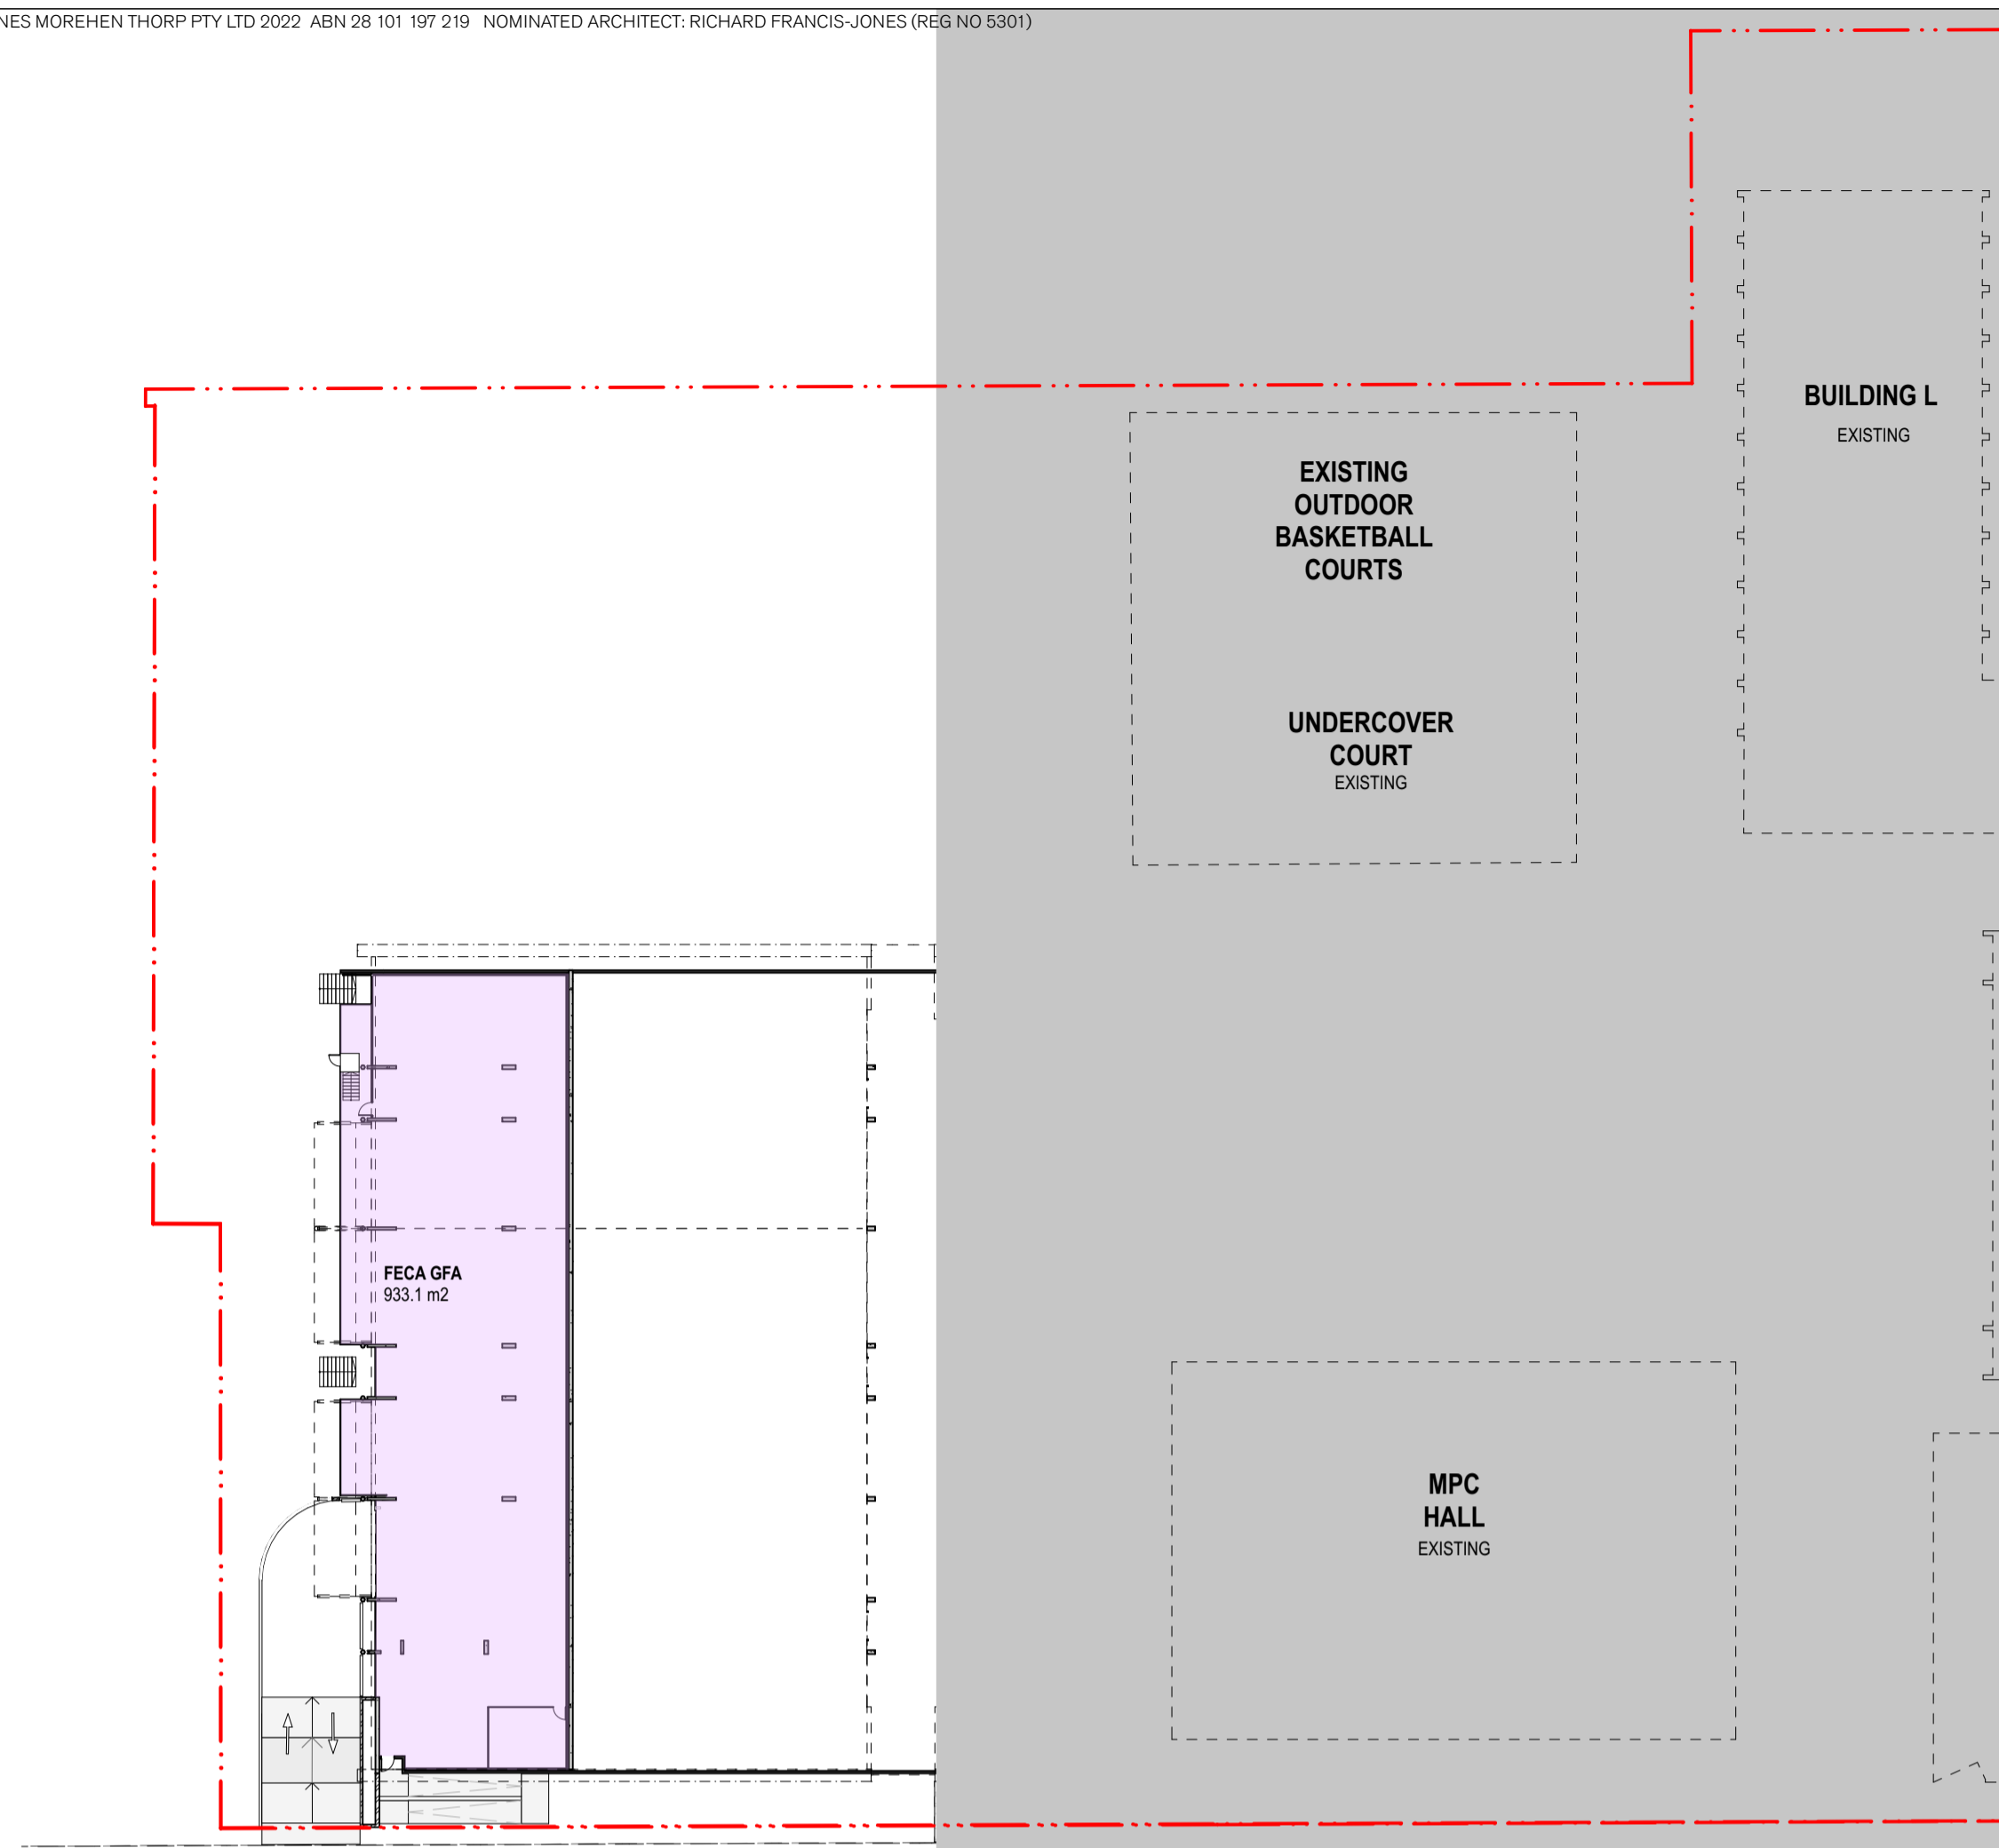 NES MOREHEN THORP PTY LTD 2022 ABN 28 101 197 219 NOMINATED ARCHITECT: RICHARD FRANCIS-JONES (REG NO 5301)
BUILDING L
EXISTING
EXISTING
OUTDOOR
BASKETBALL
COURTS
UNDERCOVER
COURT
EXISTING
FECA GFA
933.1 m2
MPC
HALL
EXISTING